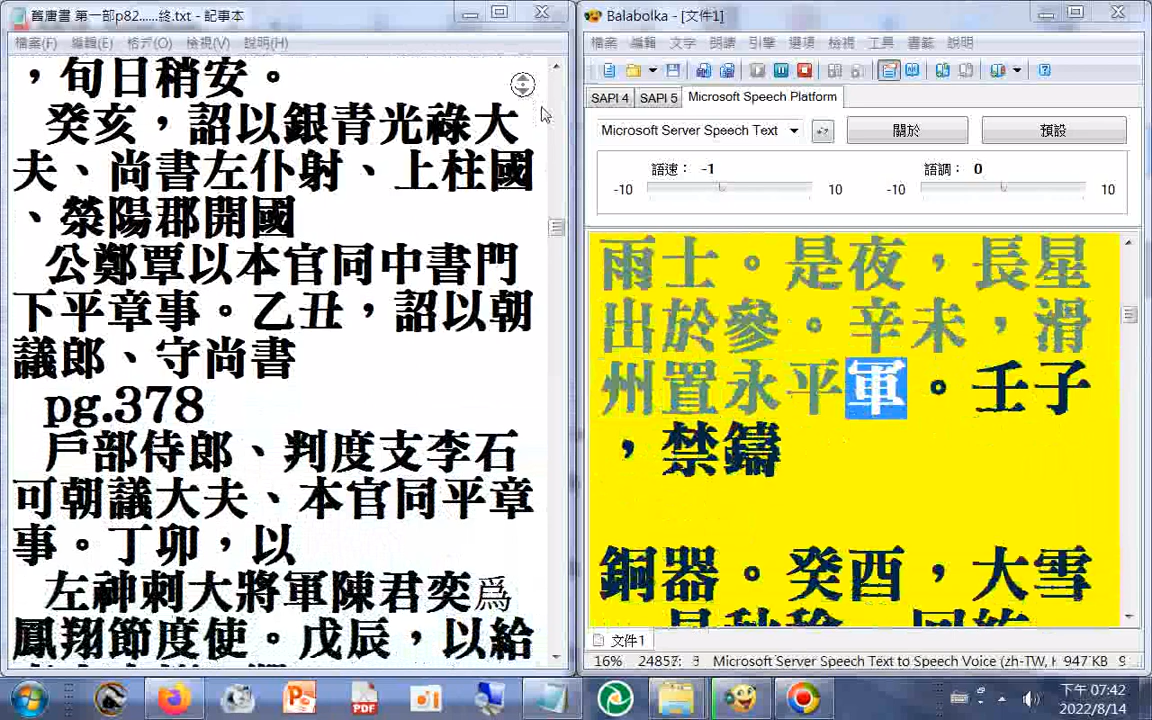 舊唐書 第一部p82......終.txt - 記事本
檔案(F) 編輯(E) 格式(O) 檢視(V) 說明(H)
，旬日稍安。
癸亥，詔以銀青光祿大
夫、尚書左仆射、上柱國
、滎陽郡開國
公鄭覃以本官同中書門
下平章事。乙丑，詔以朝
議郎、守尚書
pg.378
戶部侍郎、判度支李石
可朝議大夫、本官同平章
事。丁卯，以
左神刺大將軍陳君奕爲
鳳翔節度使。戊辰，以給
Balabolka - [文件1]
檔案 編輯 文字 朗讀 引擎 選項 檢視 工具 書籤 說明
SAPI 4 SAPI 5 Microsoft Speech Platform
Microsoft Server Speech Text 關於 預設
語速： -1 語調： 0
-10 10 -10 10
雨土。是夜，長星
出於參。辛未，滑
州置永平軍。壬子
，禁鑄
銅器。癸酉，大雪
文件1
16% 24857: 3 Microsoft Server Speech Text to Speech Voice (zh-TW, H 947 KB 9
下午 07:42
2022/8/14